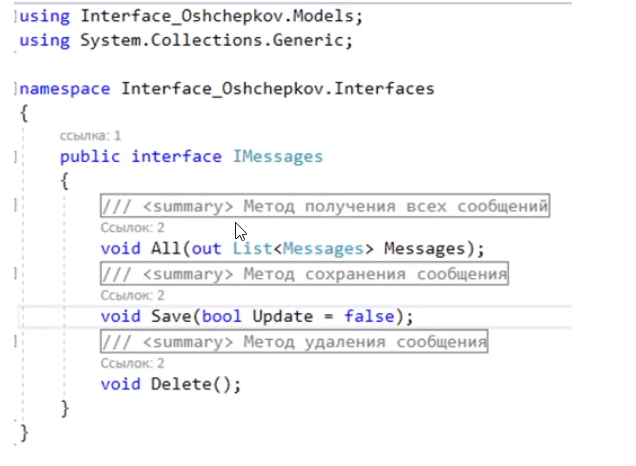 using Interface_Oshchepkov.Models;
using System.Collections.Generic;
namespace Interface_Oshchepkov.Interfaces
{
ссылка: 1
public interface IMessages
{
/// <summary> Метод получения всех сообщений
Ссылок: 2
void All(out List<Messages> Messages);
/// <summary> Метод сохранения сообщения
Ссылок: 2
void Save(bool Update = false);
/// <summary> Метод удаления сообщения
Ссылок: 2
void Delete();
}
}